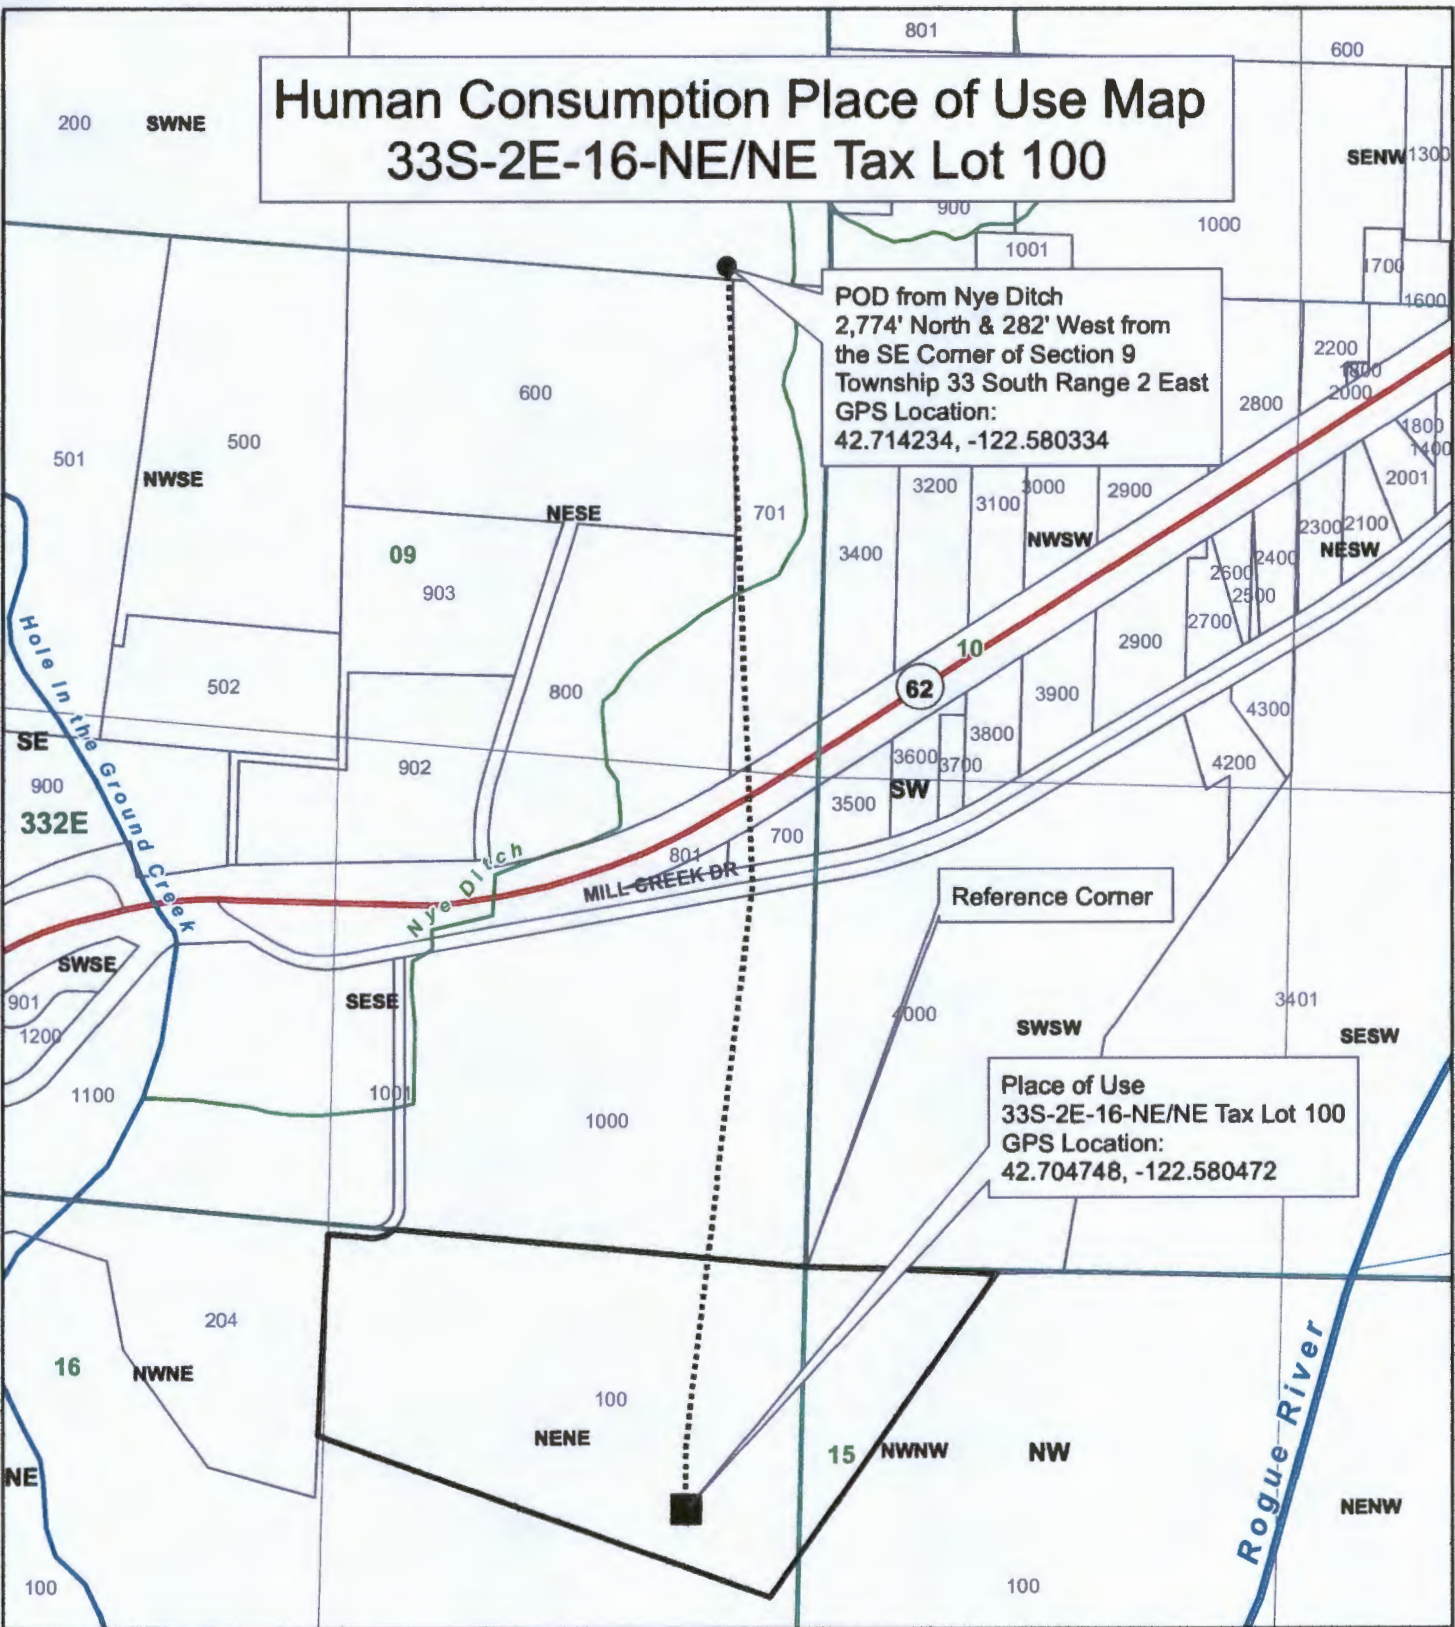 801
600
Human Consumption Place of Use Map
33S-2E-16-NE/NE Tax Lot 100
200 SWNE
SENW 1300
900
1000
1001
1700
1600
POD from Nye Ditch
2,774' North & 282' West from
the SE Corner of Section 9
Township 33 South Range 2 East
GPS Location:
42.714234, -122.580334
2200
1800
2000
600
2800
1800
1400
501
500
NWSE
2001
3200
3100
3000
2900
NESE
701
2300
2100
NWSW
NESW
09
3400
2400
2600
2500
903
2700
10
2900
Hole In the Ground Creek
502
800
62
3900
4300
3800
SE
902
3600
3700
4200
900
SW
3500
332E
700
801
MILL CREEK DR
Nye Ditch
Reference Corner
SWSE
901
SESE
4000
3401
1200
SWSW
SESW
1100
1001
1000
Place of Use
33S-2E-16-NE/NE Tax Lot 100
GPS Location:
42.704748, -122.580472
204
16
NWNE
100
Rogue River
NENE
15
NWNW
NW
NE
NENW
100
100